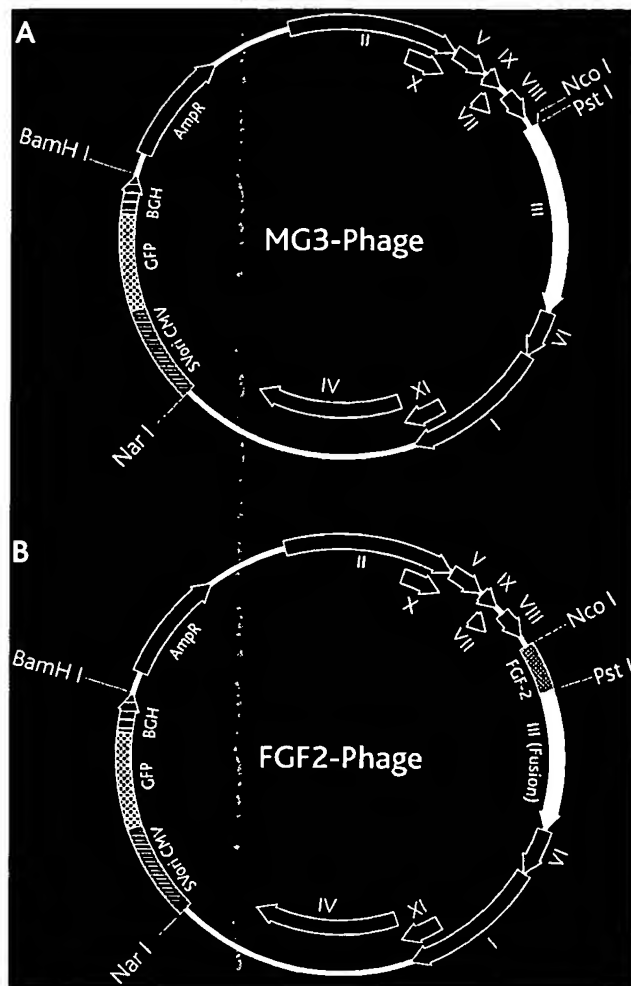 A
II
V
IX
VIII
X
VII
Nco I
Pst I
AmpR
BamH I
BGH
GFP
SVori CMV
Nar I
MG3-Phage
III
VI
IV
XI
I
B
II
V
IX
VIII
X
VII
Nco I
FGF-2
Pst I
AmpR
BamH I
BGH
GFP
SVori CMV
Nar I
FGF2-Phage
III (Fusion)
VI
IV
XI
I